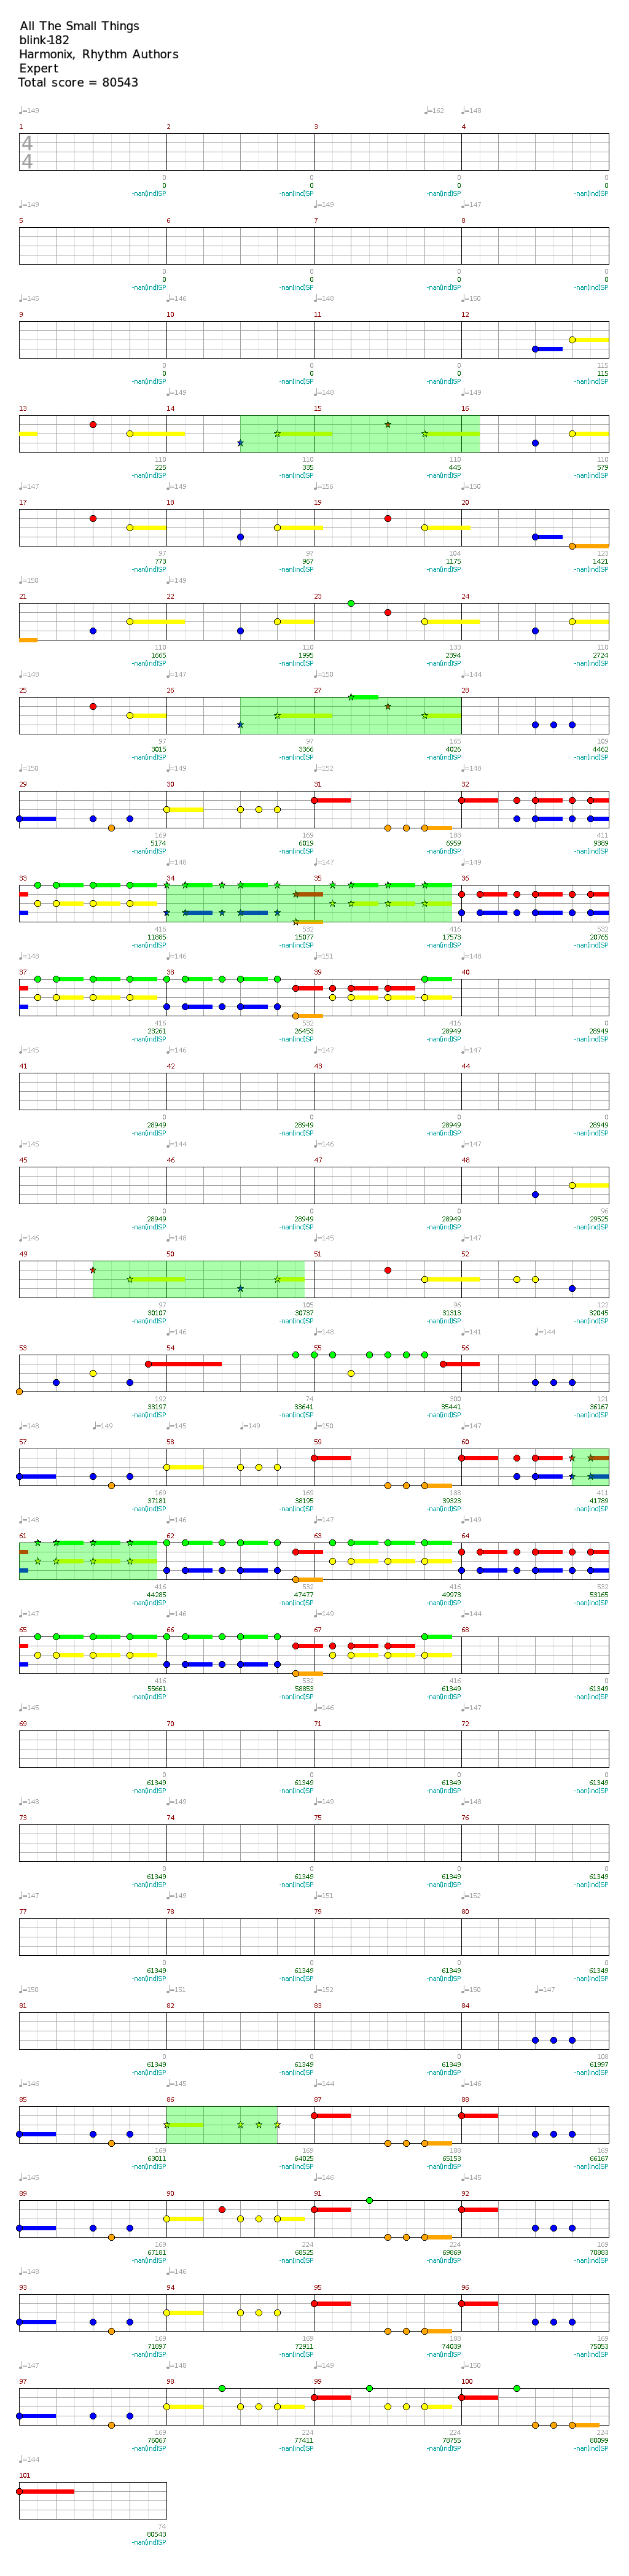 All The Small Things
blink-182
Harmonix, Rhythm Authors
Expert
Total score = 80543
♩=149 ♩=162 ♩=148
1 2 3 4
4
4
0 0 0 0
0 0 0 0
-nan(ind)SP -nan(ind)SP -nan(ind)SP -nan(ind)SP
♩=149 ♩=149 ♩=147
5 6 7 8
0 0 0 0
0 0 0 0
-nan(ind)SP -nan(ind)SP -nan(ind)SP -nan(ind)SP
♩=145 ♩=146 ♩=148 ♩=150
9 10 11 12
0 0 0 115
0 0 0 115
-nan(ind)SP -nan(ind)SP -nan(ind)SP -nan(ind)SP
♩=149 ♩=148 ♩=149
13 14 15 16
110 110 110 110
225 335 445 579
-nan(ind)SP -nan(ind)SP -nan(ind)SP -nan(ind)SP
♩=147 ♩=149 ♩=156 ♩=150
17 18 19 20
97 97 104 123
773 967 1175 1421
-nan(ind)SP -nan(ind)SP -nan(ind)SP -nan(ind)SP
♩=150 ♩=149
21 22 23 24
110 110 133 110
1665 1995 2394 2724
-nan(ind)SP -nan(ind)SP -nan(ind)SP -nan(ind)SP
♩=148 ♩=147 ♩=150 ♩=144
25 26 27 28
97 97 165 109
3015 3366 4026 4462
-nan(ind)SP -nan(ind)SP -nan(ind)SP -nan(ind)SP
♩=150 ♩=149 ♩=152 ♩=148
29 30 31 32
169 169 188 411
5174 6019 6959 9389
-nan(ind)SP -nan(ind)SP -nan(ind)SP -nan(ind)SP
♩=148 ♩=147 ♩=149
33 34 35 36
416 532 416 532
11885 15077 17573 20765
-nan(ind)SP -nan(ind)SP -nan(ind)SP -nan(ind)SP
♩=148 ♩=146 ♩=151 ♩=147
37 38 39 40
416 532 416 0
23261 26453 28949 28949
-nan(ind)SP -nan(ind)SP -nan(ind)SP -nan(ind)SP
♩=145 ♩=146 ♩=147 ♩=147
41 42 43 44
0 0 0 0
28949 28949 28949 28949
-nan(ind)SP -nan(ind)SP -nan(ind)SP -nan(ind)SP
♩=145 ♩=144 ♩=146 ♩=147
45 46 47 48
0 0 0 96
28949 28949 28949 29525
-nan(ind)SP -nan(ind)SP -nan(ind)SP -nan(ind)SP
♩=146 ♩=148 ♩=145 ♩=147
49 50 51 52
97 105 96 122
30107 30737 31313 32045
-nan(ind)SP -nan(ind)SP -nan(ind)SP -nan(ind)SP
♩=146 ♩=148 ♩=141 ♩=144
53 54 55 56
192 74 300 121
33197 33641 35441 36167
-nan(ind)SP -nan(ind)SP -nan(ind)SP -nan(ind)SP
♩=148 ♩=149 ♩=145 ♩=149 ♩=150 ♩=147
57 58 59 60
169 169 188 411
37181 38195 39323 41789
-nan(ind)SP -nan(ind)SP -nan(ind)SP -nan(ind)SP
♩=148 ♩=146 ♩=149 ♩=148
61 62 63 64
416 532 416 532
44285 47477 49973 53165
-nan(ind)SP -nan(ind)SP -nan(ind)SP -nan(ind)SP
♩=147 ♩=146 ♩=149 ♩=144
65 66 67 68
416 532 416 0
55661 58853 61349 61349
-nan(ind)SP -nan(ind)SP -nan(ind)SP -nan(ind)SP
♩=145 ♩=146 ♩=147
69 70 71 72
0 0 0 0
61349 61349 61349 61349
-nan(ind)SP -nan(ind)SP -nan(ind)SP -nan(ind)SP
♩=148 ♩=149 ♩=149 ♩=148
73 74 75 76
0 0 0 0
61349 61349 61349 61349
-nan(ind)SP -nan(ind)SP -nan(ind)SP -nan(ind)SP
♩=147 ♩=149 ♩=151 ♩=152
77 78 79 80
0 0 0 0
61349 61349 61349 61349
-nan(ind)SP -nan(ind)SP -nan(ind)SP -nan(ind)SP
♩=150 ♩=151 ♩=152 ♩=150 ♩=147
81 82 83 84
0 0 0 108
61349 61349 61349 61997
-nan(ind)SP -nan(ind)SP -nan(ind)SP -nan(ind)SP
♩=146 ♩=145 ♩=144 ♩=146
85 86 87 88
169 169 188 169
63011 64025 65153 66167
-nan(ind)SP -nan(ind)SP -nan(ind)SP -nan(ind)SP
♩=145 ♩=144 ♩=146 ♩=145
89 90 91 92
169 224 224 169
67181 68525 69869 70883
-nan(ind)SP -nan(ind)SP -nan(ind)SP -nan(ind)SP
♩=148 ♩=146
93 94 95 96
169 169 188 169
71897 72911 74039 75053
-nan(ind)SP -nan(ind)SP -nan(ind)SP -nan(ind)SP
♩=147 ♩=148 ♩=149 ♩=150
97 98 99 100
169 224 224 224
76067 77411 78755 80099
-nan(ind)SP -nan(ind)SP -nan(ind)SP -nan(ind)SP
♩=144
101
74
80543
-nan(ind)SP